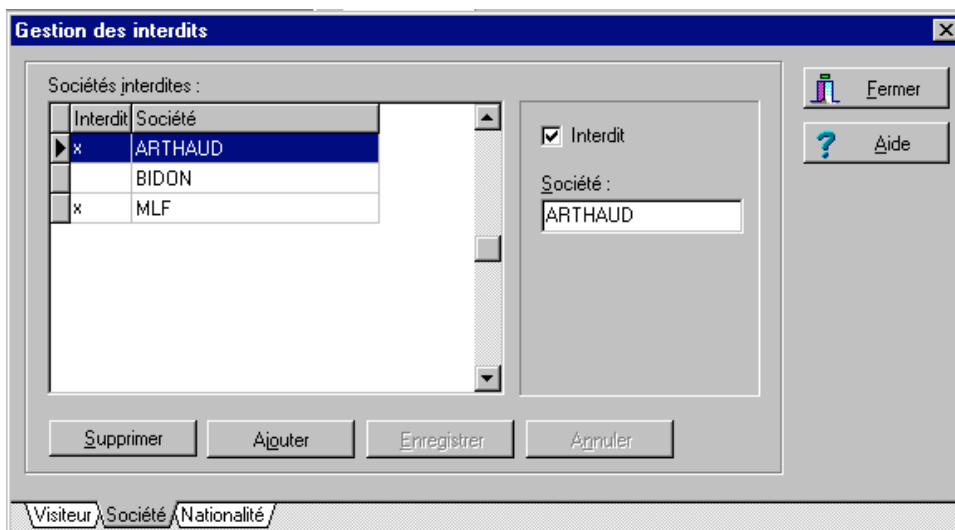 Gestion des interdits
Sociétés interdites :
Interdit Société
x ARTHAUD
BIDON
x MLF
Interdit
Société :
ARTHAUD
Fermer
Aide
Supprimer Ajouter Enregistrer Annuler
Visiteur Société Nationalité